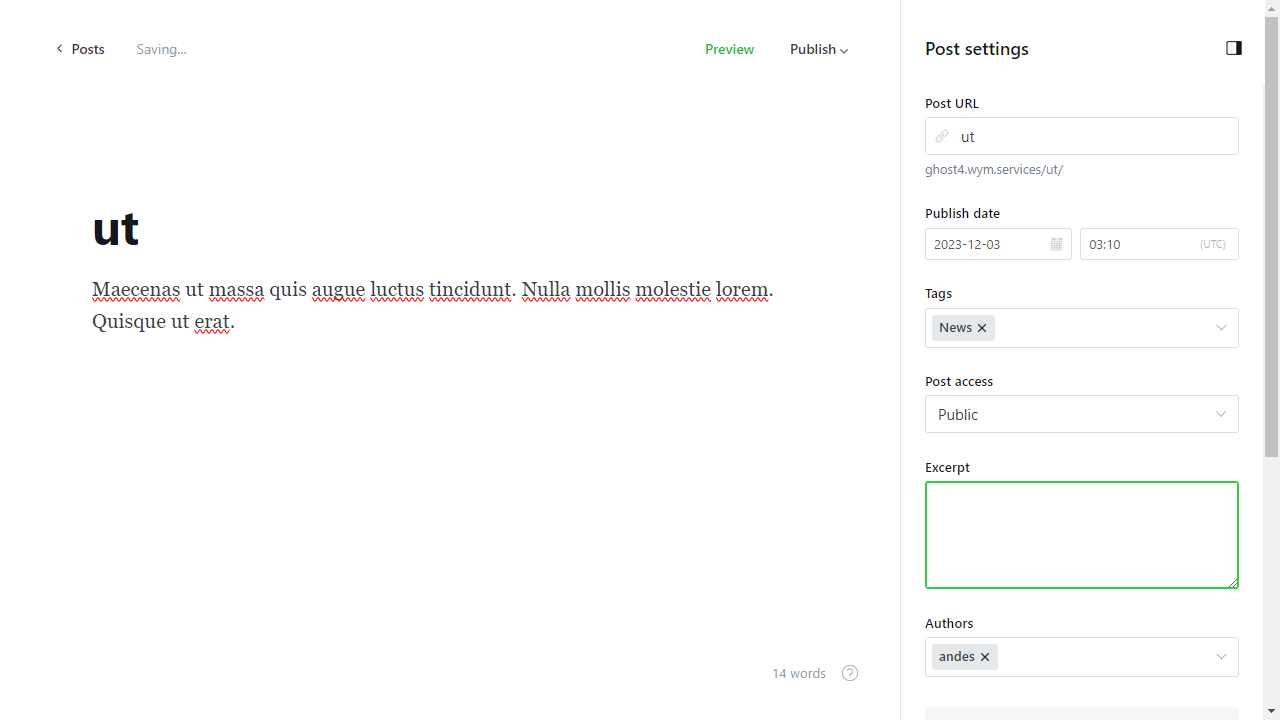 Posts
Saving...
Preview
Publish
Post settings
Post URL
ut
ghost4.wym.services/ut/
Publish date
2023-12-03
03:10
(UTC)
Tags
News
Post access
Public
Excerpt
Authors
andes
ut
Maecenas ut massa quis augue luctus tincidunt. Nulla mollis molestie lorem.
Quisque ut erat.
14 words
?